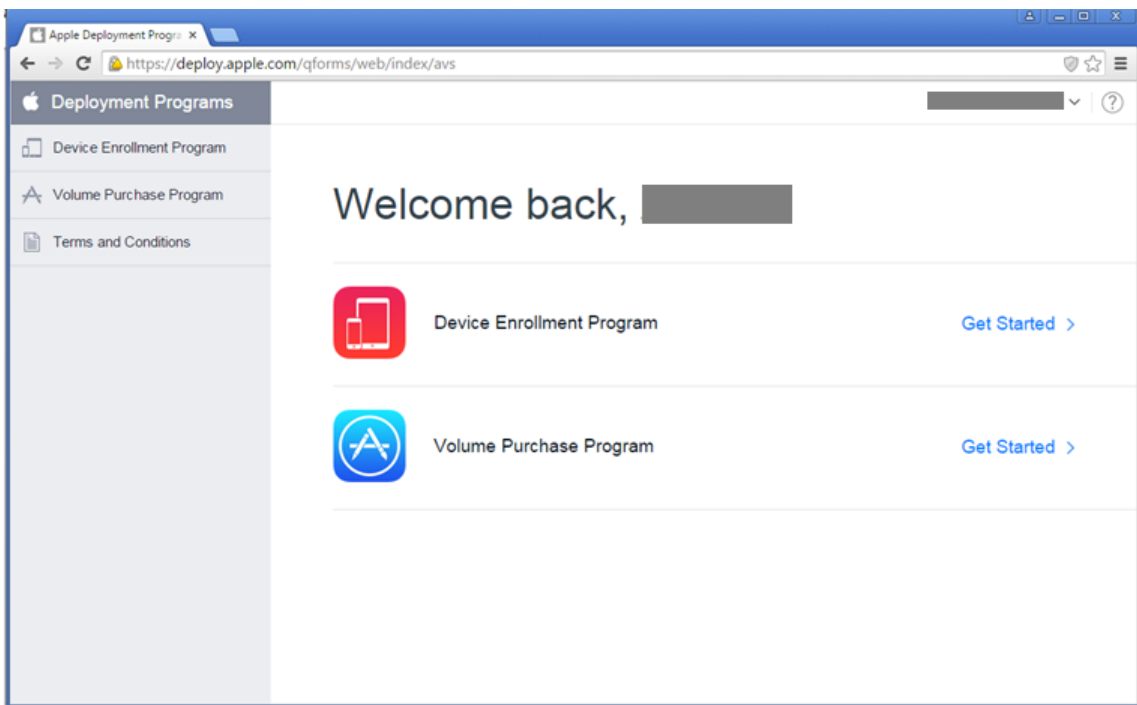 Apple Deployment Progra
https://deploy.apple.com/qforms/web/index/avs
Deployment Programs
Device Enrollment Program
Volume Purchase Program
Terms and Conditions
Welcome back,
Device Enrollment Program
Get Started
Volume Purchase Program
Get Started